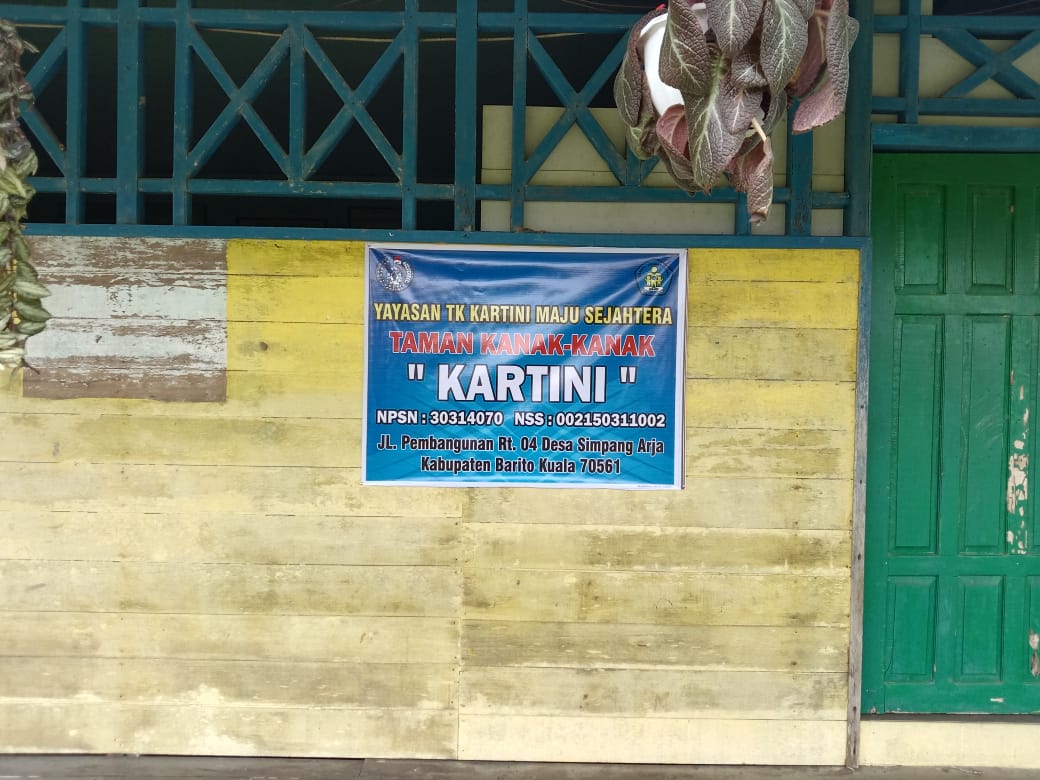 YAYASAN TK KARTINI MAJU SEJAHTERA
TAMAN KANAK-KANAK
" KARTINI "
NPSN : 30314070 NSS : 002150311002
JL. Pembangunan Rt. 04 Desa Simpang Arja
Kabupaten Barito Kuala 70561